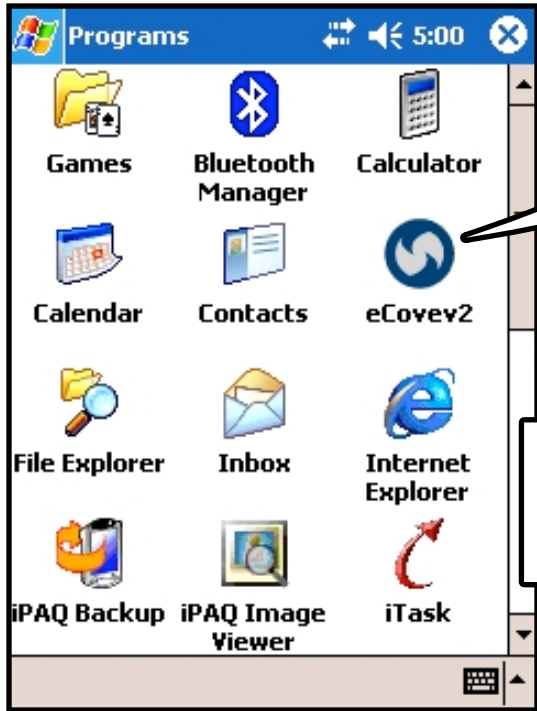 Programs 5:00
Games Bluetooth Manager Calculator
Calendar Contacts eCovev2
File Explorer Inbox Internet Explorer
iPAQ Backup iPAQ Image Viewer iTask